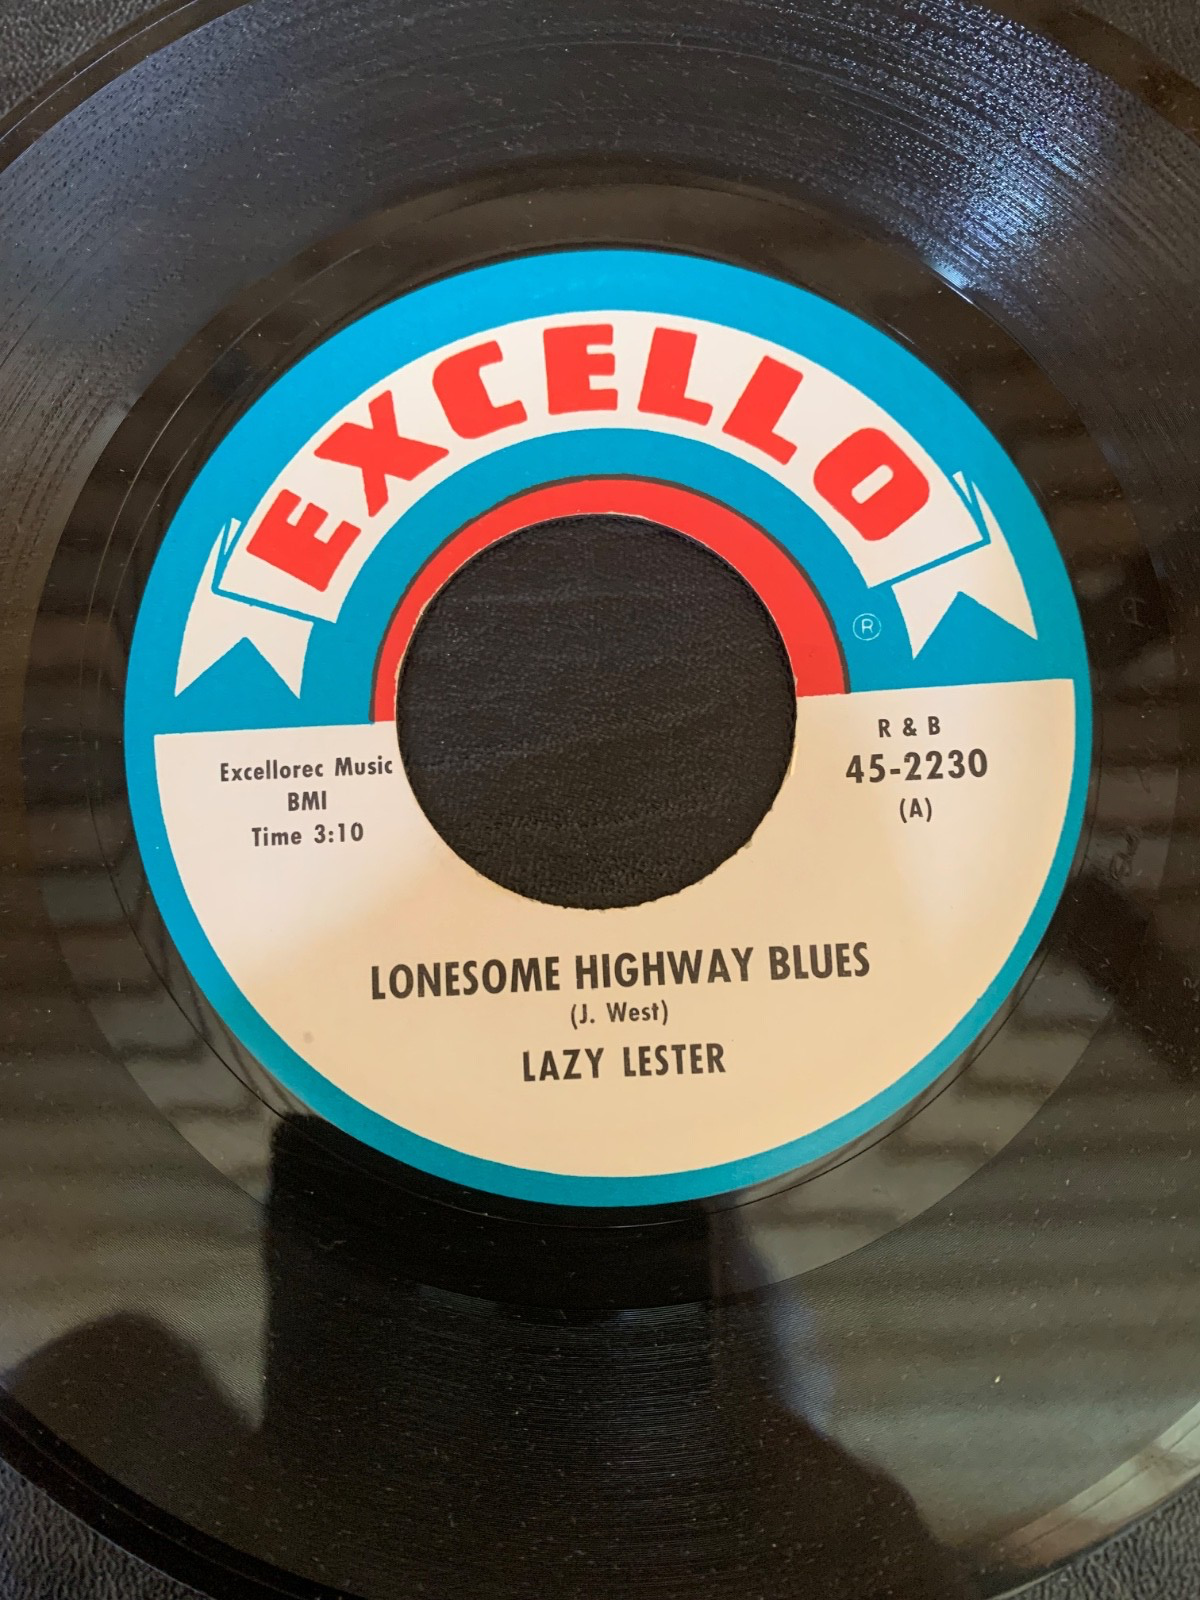 EXCELLO
®
Excellorec Music
BMI
Time 3:10
R & B
45-2230
(A)
LONESOME HIGHWAY BLUES
(J. West)
LAZY LESTER